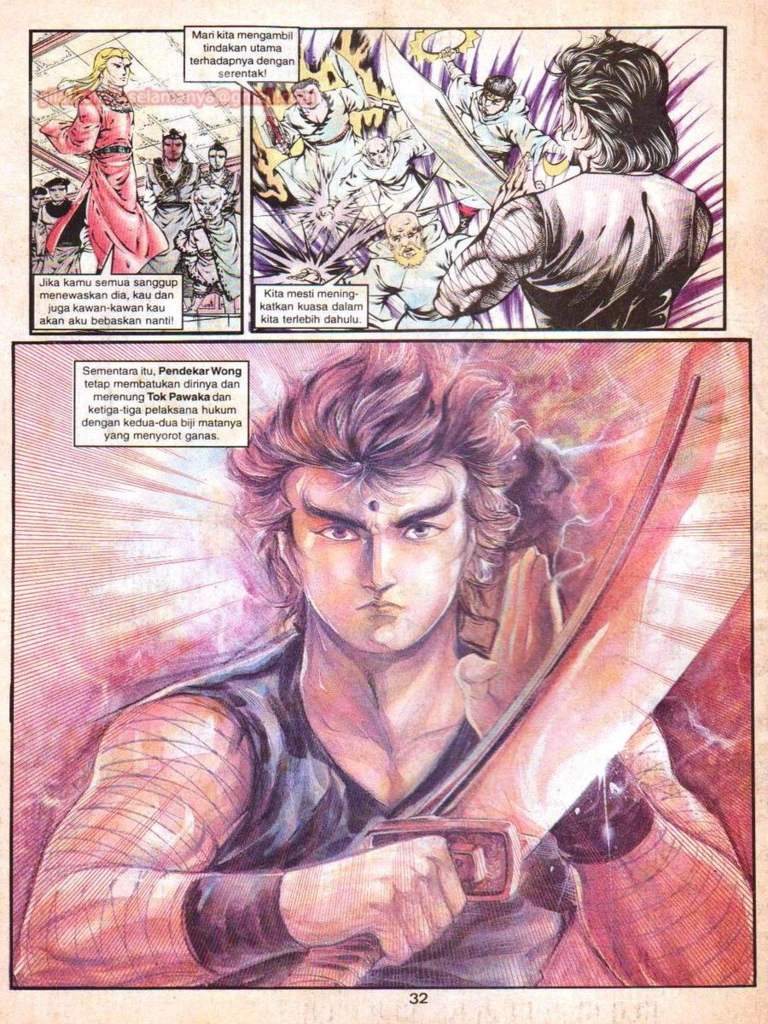 Mari kita mengambil
tindakan utama
terhadapnya dengan
serentak!
Jika kamu semua sanggup
menewaskan dia, kau dan
juga kawan-kawan kau
akan aku bebaskan nanti!
Kita mesti mening-
katkan kuasa dalam
kita terlebih dahulu.
Sementara itu, Pendekar Wong
tetap membatukan dirinya dan
merenung Tok Pawaka dan
ketiga-tiga pelaksana hukum
dengan kedua-dua biji matanya
yang menyorot ganas.
32